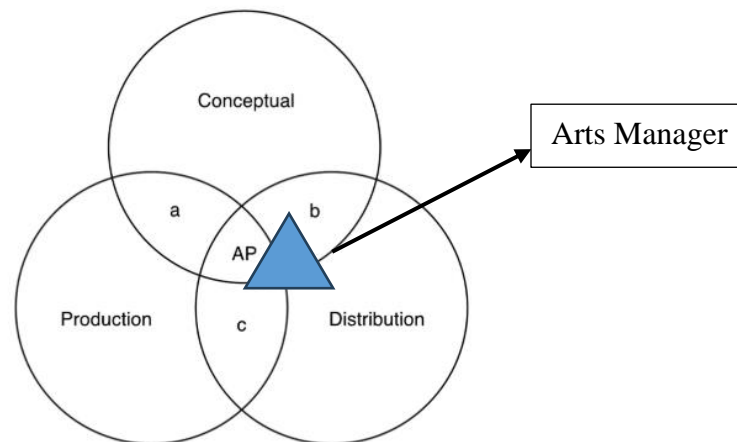 Conceptual
Arts Manager
a
b
AP
Production
c
Distribution